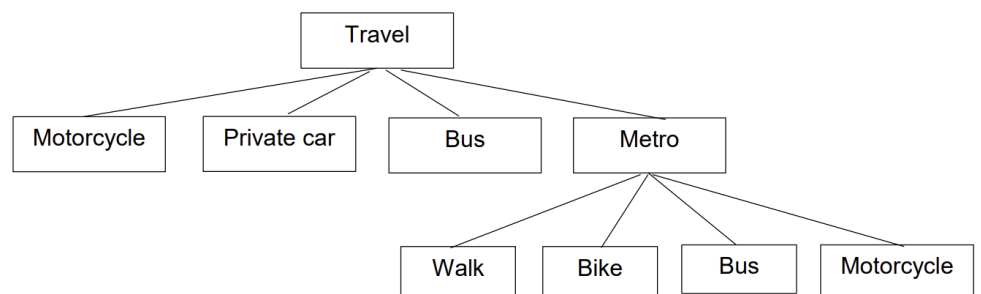 Travel
Motorcycle
Private car
Bus
Metro
Walk
Bike
Bus
Motorcycle